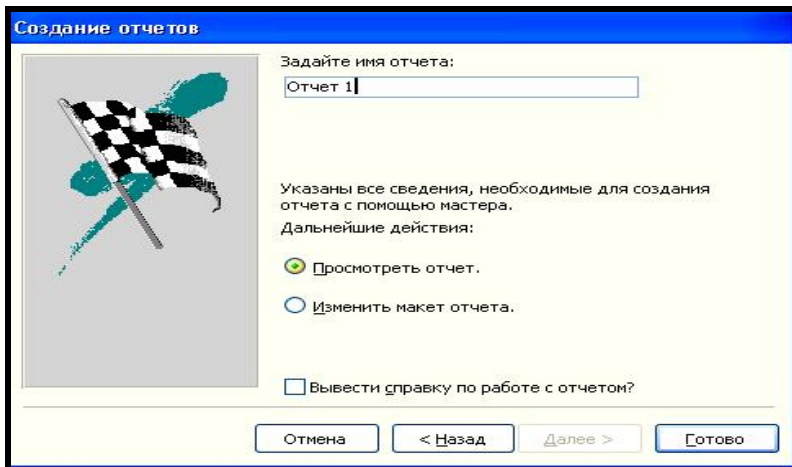 Создание отчетов
Задайте имя отчета:
Отчет 1
Указаны все сведения, необходимые для создания
отчета с помощью мастера.
Дальнейшие действия:
Просмотреть отчет.
Изменить макет отчета.
Вывести справку по работе с отчетом?
Отмена
< Назад
Далее >
Готово